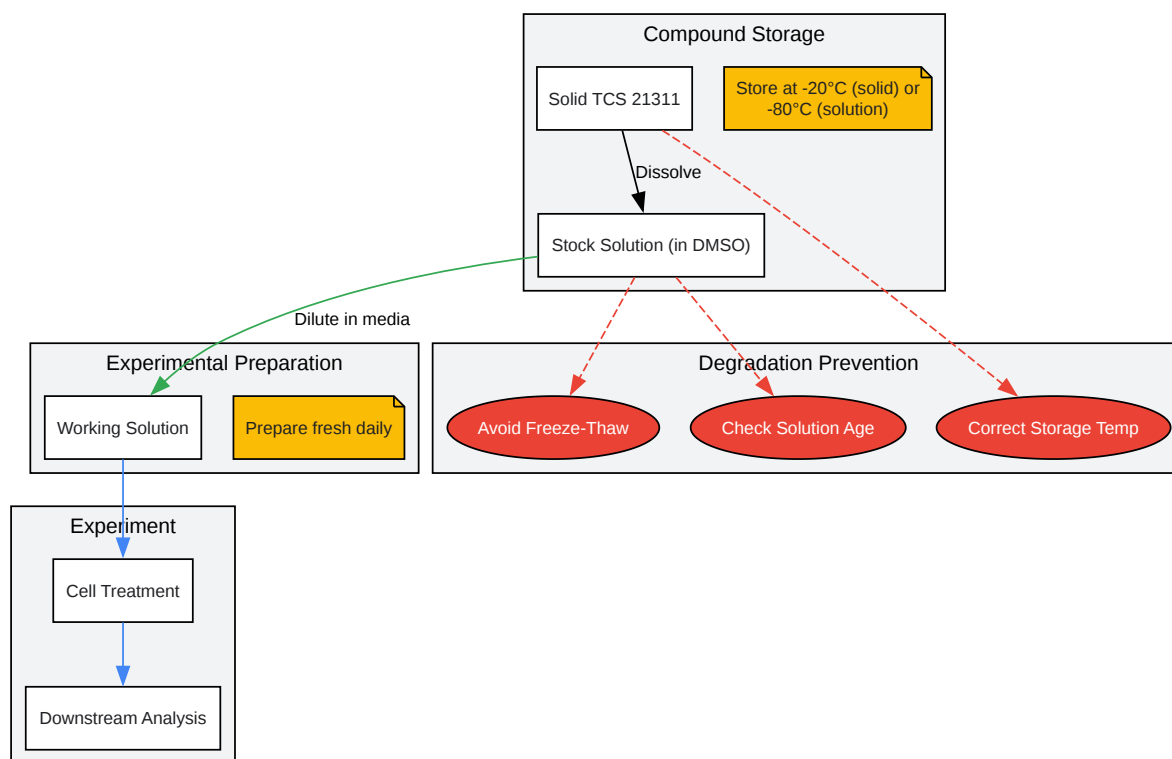 Compound Storage
Solid TCS 21311
Store at -20°C (solid) or
-80°C (solution)
Dissolve
Stock Solution (in DMSO)
Dilute in media
Experimental Preparation
Working Solution
Prepare fresh daily
Degradation Prevention
Avoid Freeze-Thaw
Check Solution Age
Correct Storage Temp
Experiment
Cell Treatment
Downstream Analysis